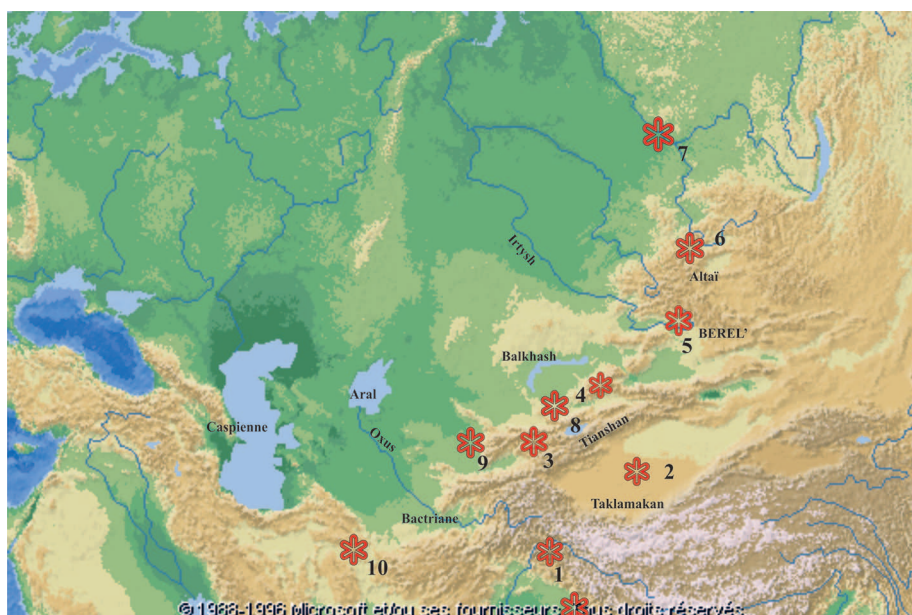 7
6
Irtysh
Altaï
BEREL’
5
Balkhash
Aral
4
Caspienne
8
Oxus
Tianshan
9
3
2
Taklamakan
Bactriane
10
1
© 1988-1996 Microsoft et/ou ses fournisseurs. Tous droits réservés.